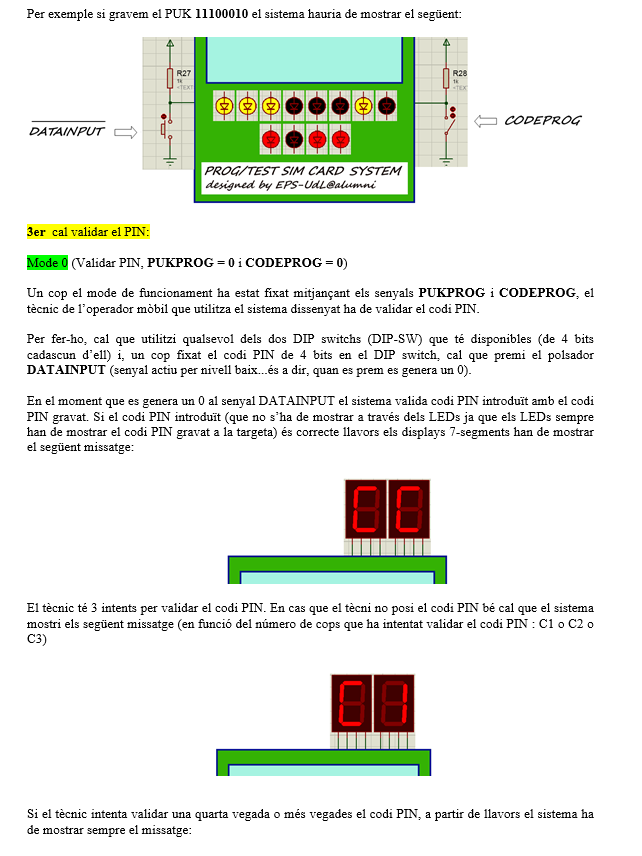 Per exemple si gravem el PUK 11100010 el sistema hauria de mostrar el següent:
R27
1k
<TEXT
R28
1k
<TEXT
DATAINPUT
CODEPROG
PROG/TEST SIM CARD SYSTEM
designed by EPS-UdL@alumni
3er cal validar el PIN:
Mode 0 (Validar PIN, PUKPROG = 0 i CODEPROG = 0)
Un cop el mode de funcionament ha estat fixat mitjançant els senyals PUKPROG i CODEPROG, el
tècnic de l'operador mòbil que utilitza el sistema dissenyat ha de validar el codi PIN.
Per fer-ho, cal que utilitzi qualsevol dels dos DIP switchs (DIP-SW) que té disponibles (de 4 bits
cadascun d'ell) i, un cop fixat el codi PIN de 4 bits en el DIP switch, cal que premi el polsador
DATAINPUT (senyal actiu per nivell baix...és a dir, quan es prem es genera un 0).
En el moment que es genera un 0 al senyal DATAINPUT el sistema valida codi PIN introduït amb el codi
PIN gravat. Si el codi PIN introduït (que no s'ha de mostrar a través dels LEDs ja que els LEDs sempre
han de mostrar el codi PIN gravat a la targeta) és correcte llavors els displays 7-segments han de mostrar
el següent missatge:
CC
El tècnic té 3 intents per validar el codi PIN. En cas que el tècni no posi el codi PIN bé cal que el sistema
mostri els següent missatge (en funció del número de cops que ha intentat validar el codi PIN : C1 o C2 o
C3)
C1
Si el tècnic intenta validar una quarta vegada o més vegades el codi PIN, a partir de llavors el sistema ha
de mostrar sempre el missatge: